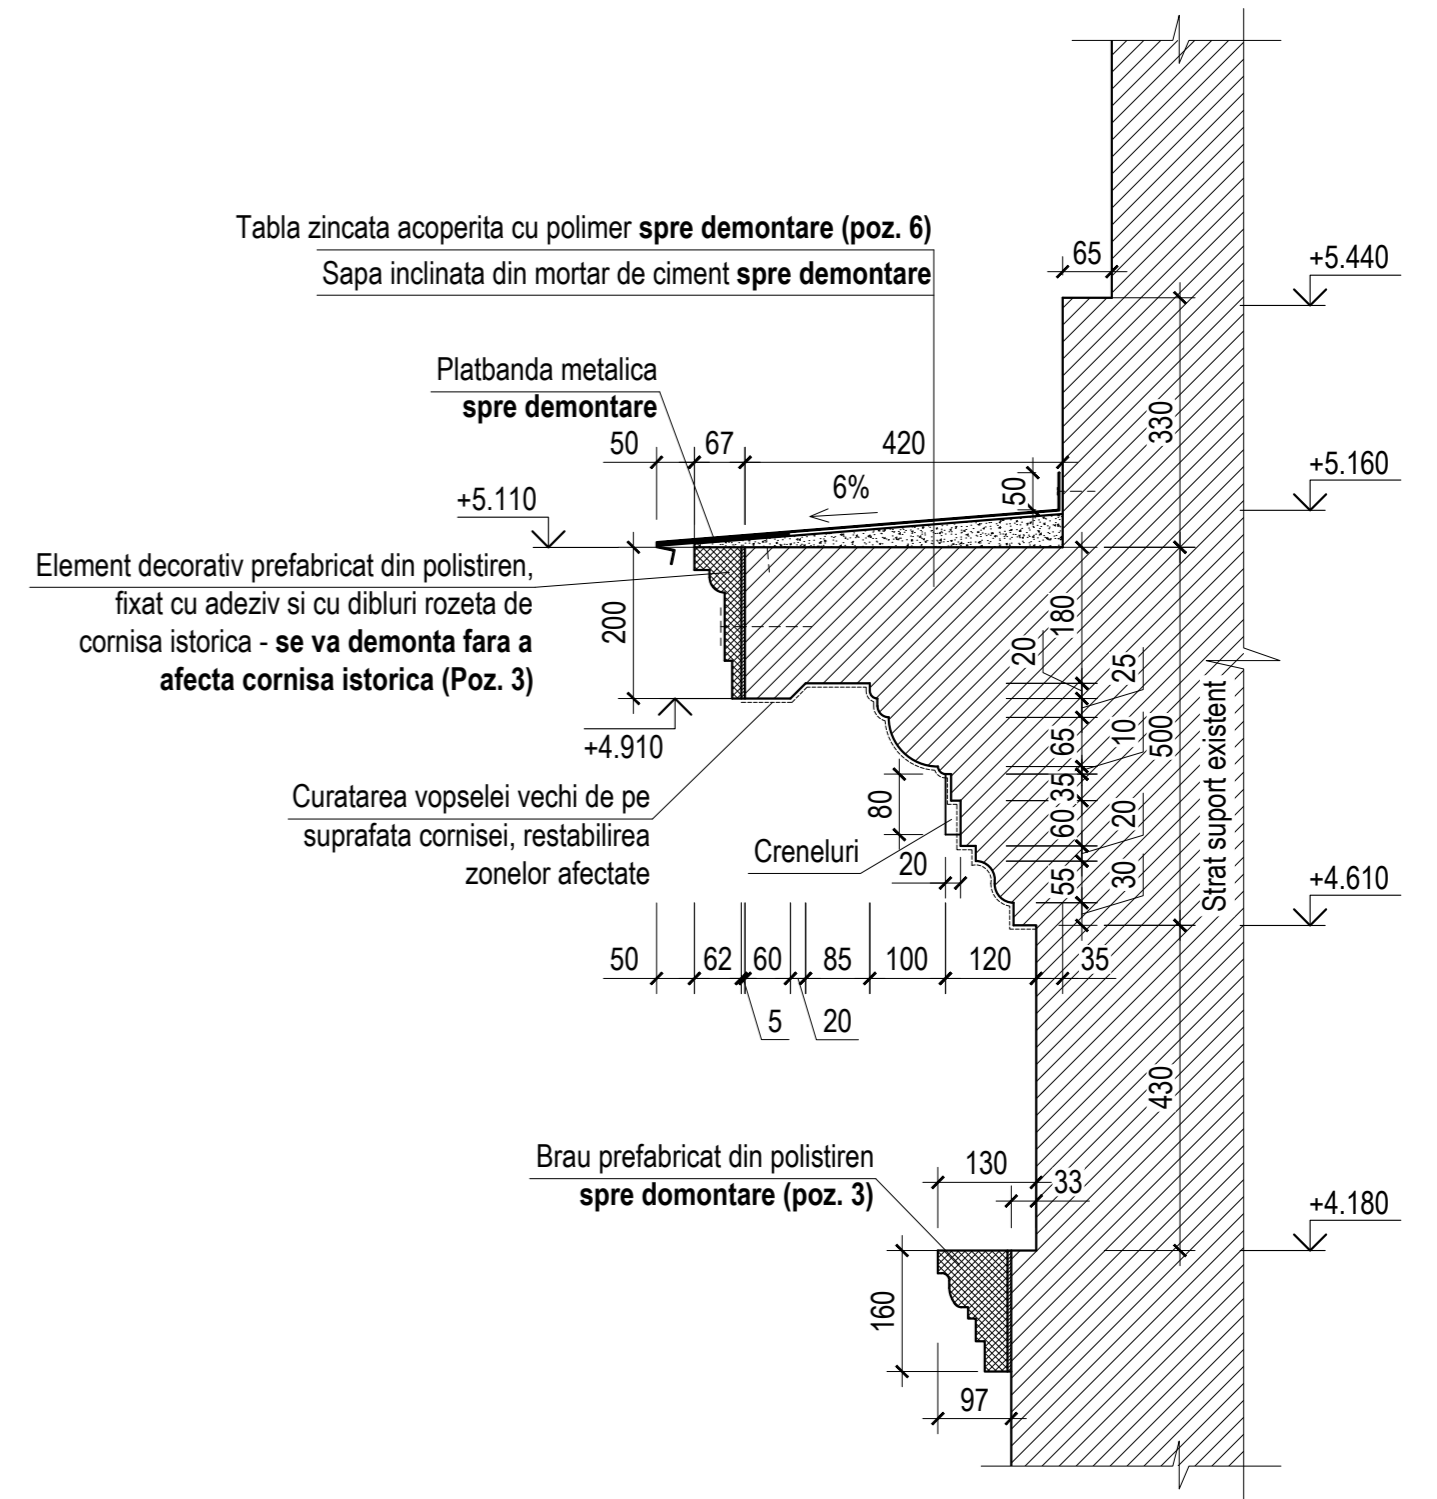 Tabla zincata acoperita cu polimer spre demontare (poz. 6)
Sapa inclinata din mortar de ciment spre demontare
65
+5.440
Platbanda metalica
spre demontare
330
50
67
420
+5.160
6%
50
+5.110
Element decorativ prefabricat din polistiren,
fixat cu adeziv si cu dibluri rozeta de
cornisa istorica - se va demonta fara a
afecta cornisa istorica (Poz. 3)
200
180
20
25
+4.910
65
10
500
Strat suport existent
Curatarea vopselei vechi de pe
suprafata cornisei, restabilirea
zonelor afectate
80
35
60
20
Creneluri
20
55
30
+4.610
50
62
60
85
100
120
35
5
20
430
Brau prefabricat din polistiren
spre domontare (poz. 3)
130
33
+4.180
160
97